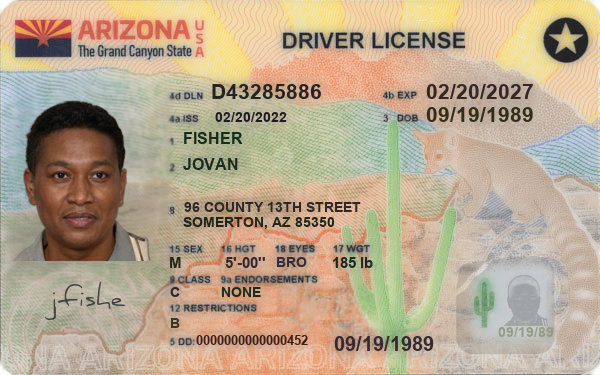 ARIZONA USA
The Grand Canyon State
DRIVER LICENSE
4d DLN D43285886 4b EXP 02/20/2027
4a ISS 02/20/2022 3 DOB 09/19/1989
1 FISHER
2 JOVAN
8 96 COUNTY 13TH STREET
SOMERTON, AZ 85350
15 SEX 16 HGT 18 EYES 17 WGT
M 5'-00" BRO 185 lb
9 CLASS 9a ENDORSEMENTS
C NONE
12 RESTRICTIONS
B
jfishe
5 DD: 0000000000000452 09/19/1989
09/19/89
ONA ARIZONA ARIZONA ARIZONA ARIZONA